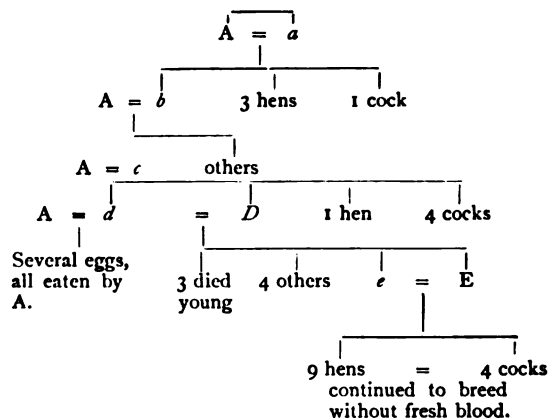 A = a
A = b 3 hens 1 cock
A = c others
A = d = D 1 hen 4 cocks
Several eggs,
all eaten by
A.
3 died
young
4 others e = E
9 hens = 4 cocks
continued to breed
without fresh blood.